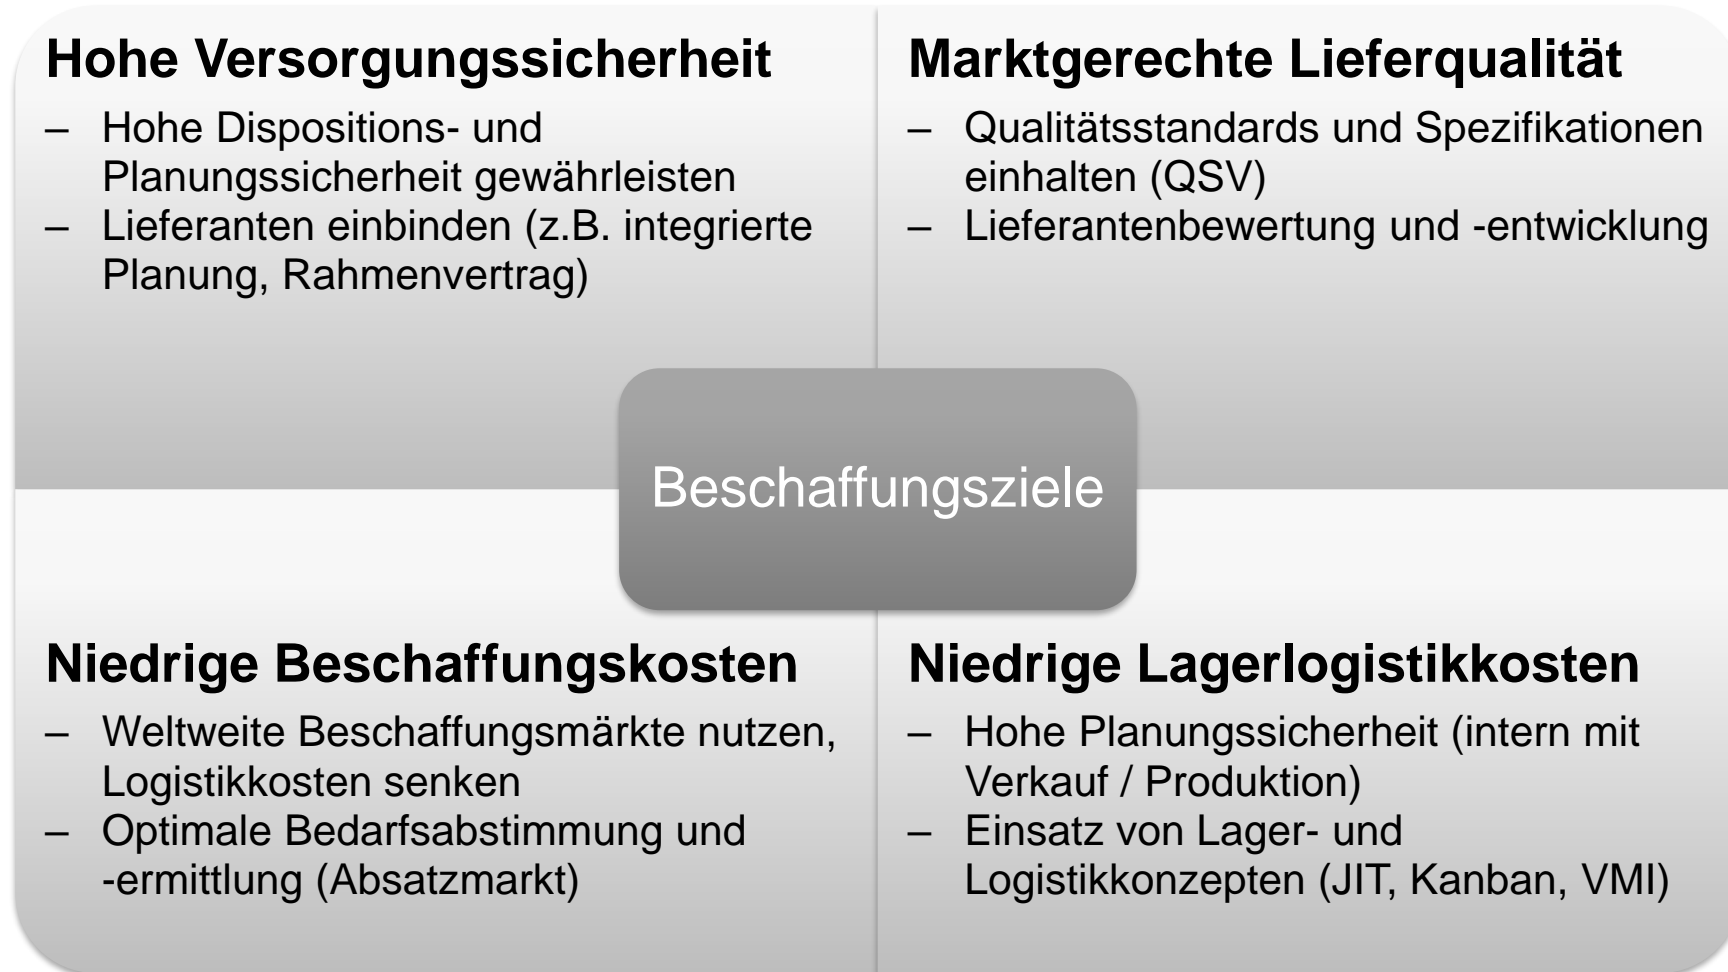 Hohe Versorgungssicherheit
– Hohe Dispositions- und
Planungssicherheit gewährleisten
– Lieferanten einbinden (z.B. integrierte
Planung, Rahmenvertrag)
Marktgerechte Lieferqualität
– Qualitätsstandards und Spezifikationen
einhalten (QSV)
– Lieferantenbewertung und -entwicklung
Beschaffungsziele
Niedrige Beschaffungskosten
– Weltweite Beschaffungsmärkte nutzen,
Logistikkosten senken
– Optimale Bedarfsabstimmung und
-ermittlung (Absatzmarkt)
Niedrige Lagerlogistikkosten
– Hohe Planungssicherheit (intern mit
Verkauf / Produktion)
– Einsatz von Lager- und
Logistikkonzepten (JIT, Kanban, VMI)